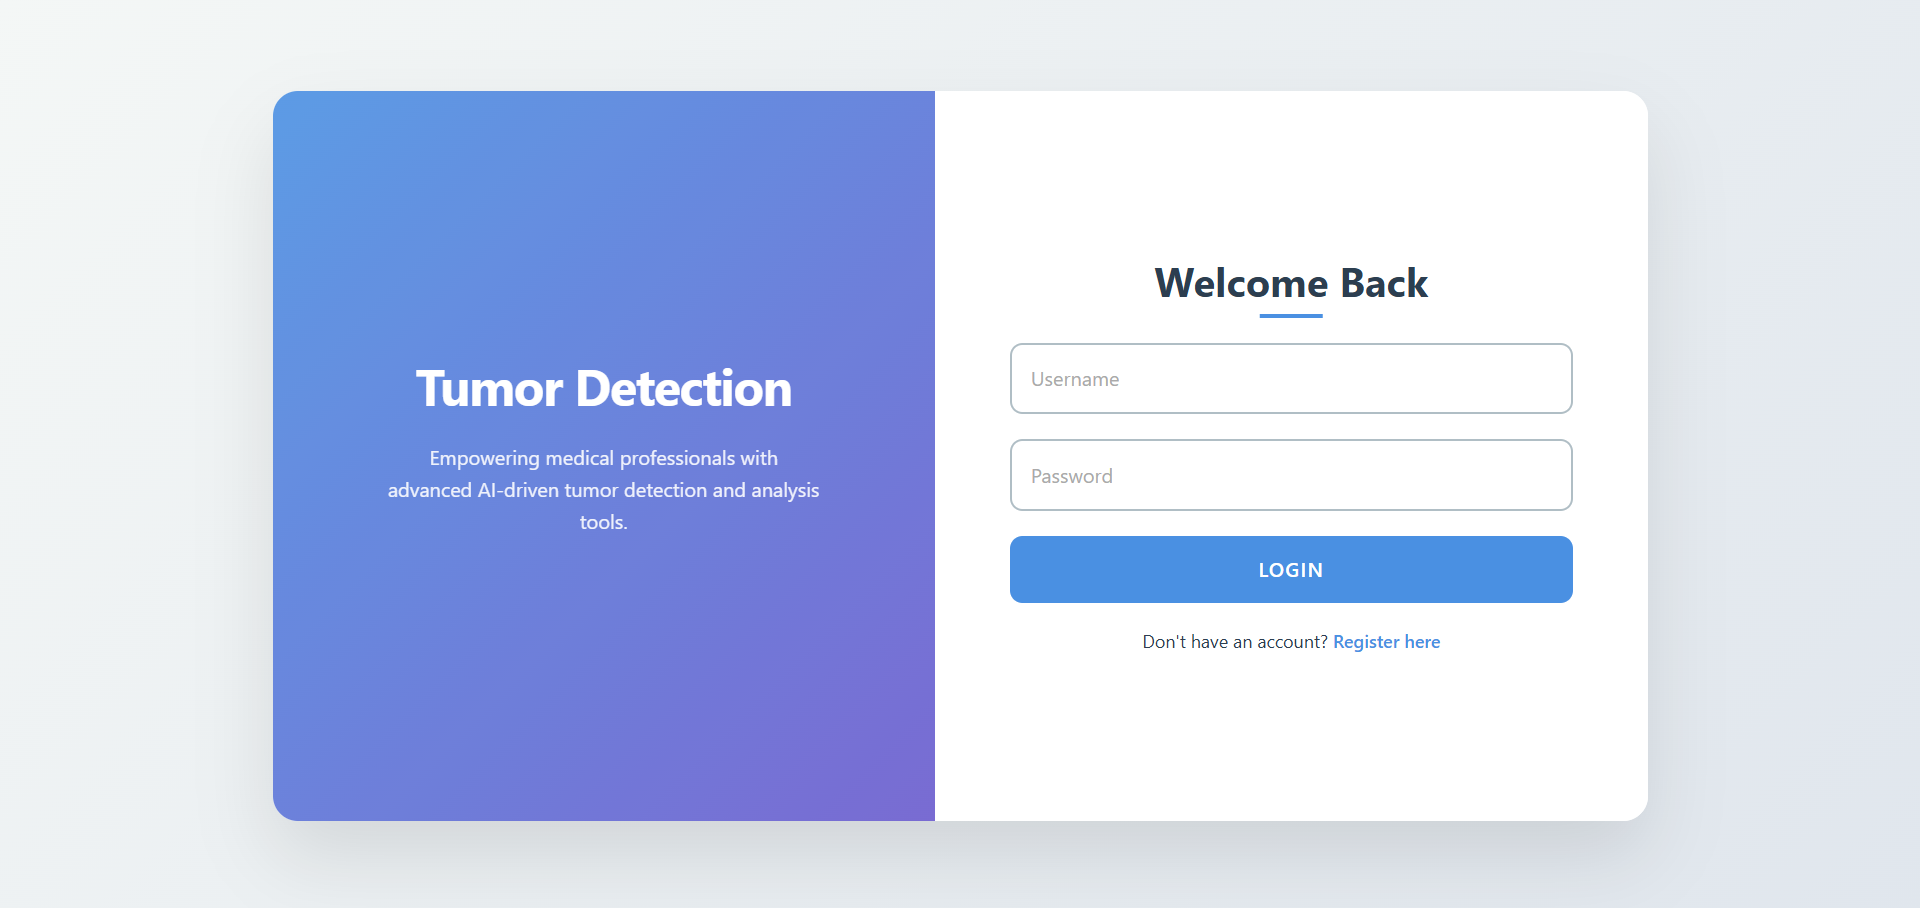 Tumor Detection
Empowering medical professionals with
advanced AI-driven tumor detection and analysis
tools.
Welcome Back
Username
Password
LOGIN
Don't have an account? Register here